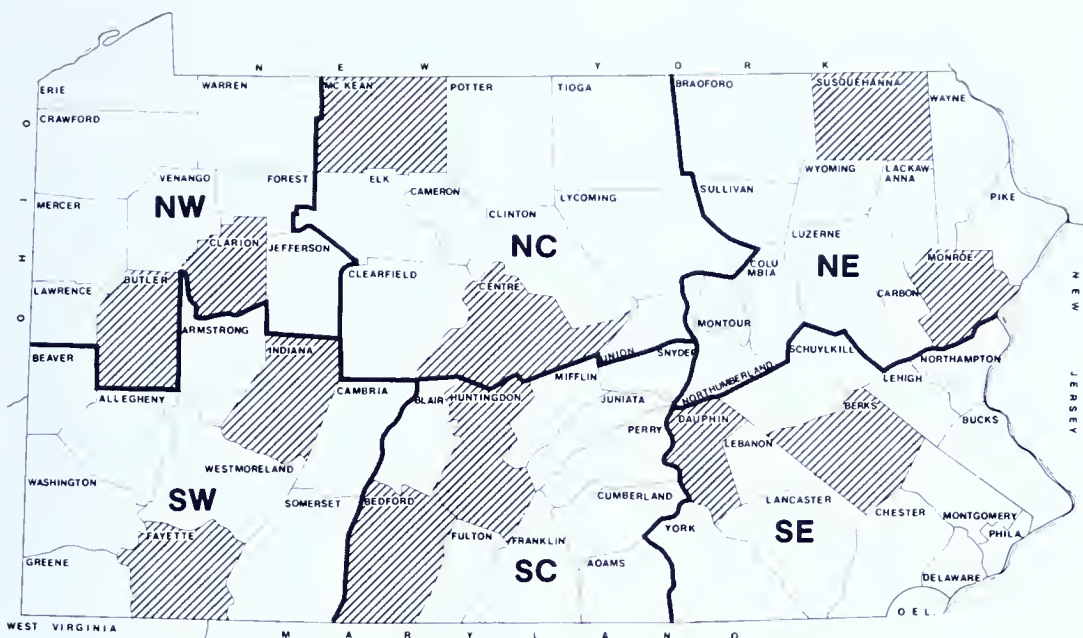 N E W Y O R K
ERIE
WARREN
MC KEAN
POTTER
TIOGA
BRADFORD
SUSQUEHANNA
WAYNE
CRAWFORD
VENANGO
FOREST
ELK
CAMERON
WYOMING
LACKAW-
ANNA
MERCER
NW
CLINTON
LYCOMING
SULLIVAN
PIKE
CLARION
JEFFERSON
NC
LUZERNE
NE
COLU
MBIA
MONROE
BUTLER
CLEARFIELD
CENTRE
CARBON
LAWRENCE
O H I O
ARMSTRONG
MONTOUR
NEW JERSEY
BEAVER
INDIANA
UNION
SNYDER
SCHUYLKILL
NORTHAMPTON
ALLEGHENY
CAMBRIA
BLAIR
HUNTINGDON
MIFFLIN
JUNIATA
NORTHUMBERLAND
LEHIGH
PERRY
DAUPHIN
LEBANON
BERKS
BUCKS
WASHINGTON
WESTMORELAND
SW
SOMERSET
BEDFORD
CUMBERLAND
LANCASTER
CHESTER
MONTGOMERY
FAYETTE
FULTON
FRANKLIN
YORK
SE
PHILA.
GREENE
SC
ADAMS
DELAWARE
DEL.
WEST VIRGINIA
M A R Y L A N D